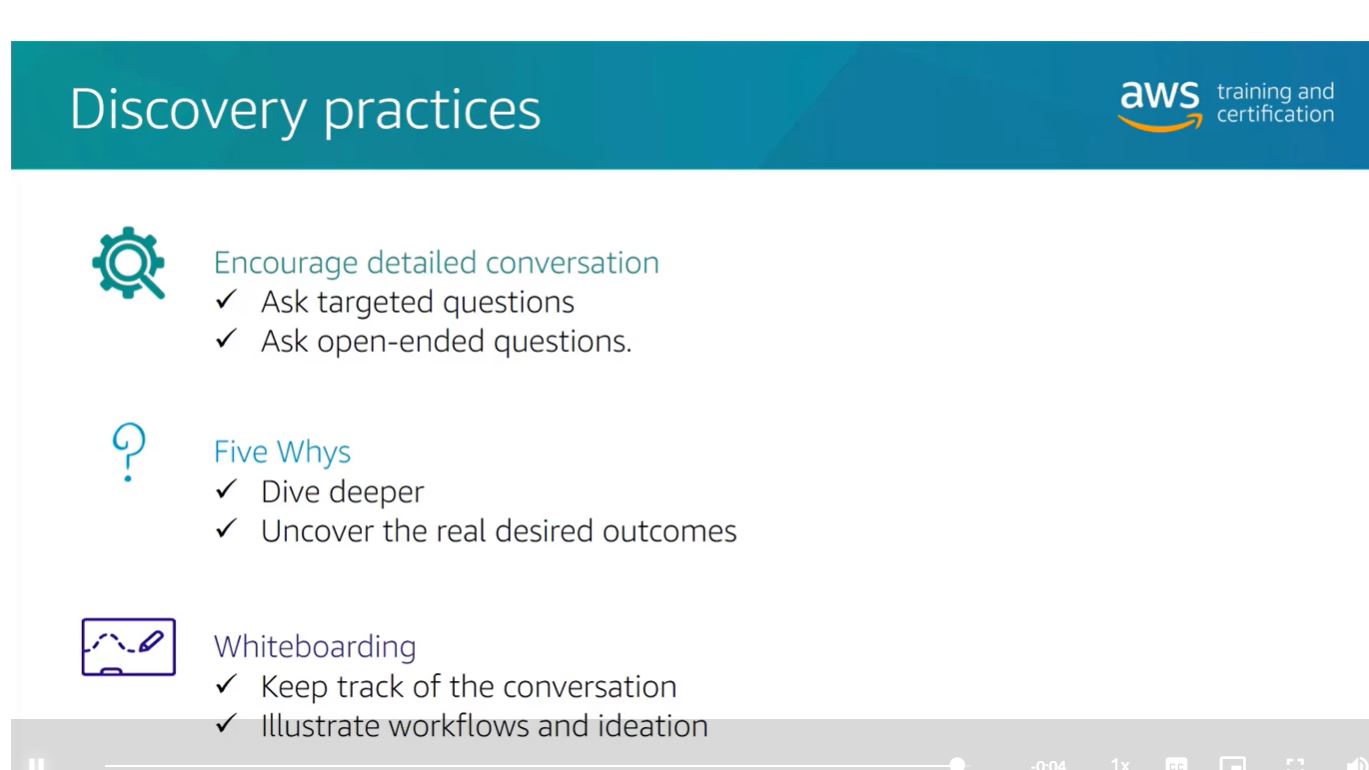 Discovery practices
aws training and
certification
Encourage detailed conversation
✓ Ask targeted questions
✓ Ask open-ended questions.
Five Whys
✓ Dive deeper
✓ Uncover the real desired outcomes
Whiteboarding
✓ Keep track of the conversation
✓ Illustrate workflows and ideation
-0:04 1x